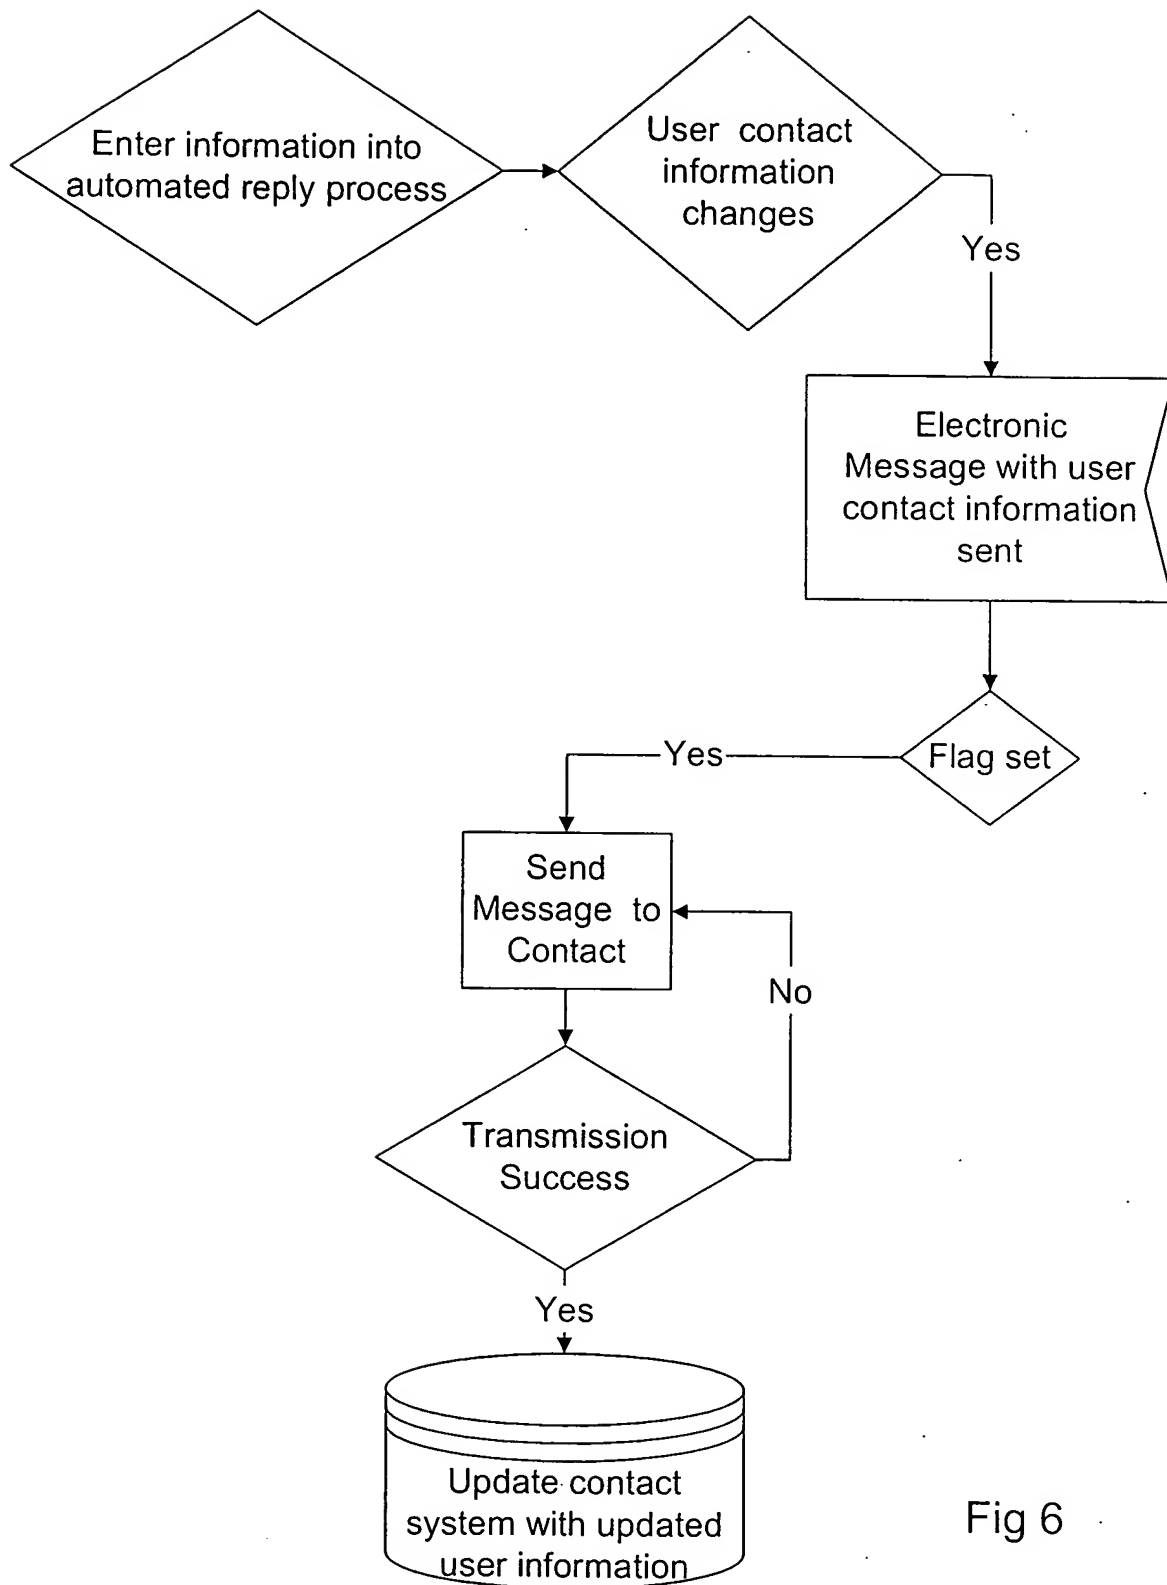 Enter information into
automated reply process
User contact
information
changes
Yes
Electronic
Message with user
contact information
sent
Flag set
Yes
Send
Message to
Contact
No
Transmission
Success
Yes
Update contact
system with updated
user information
Fig 6